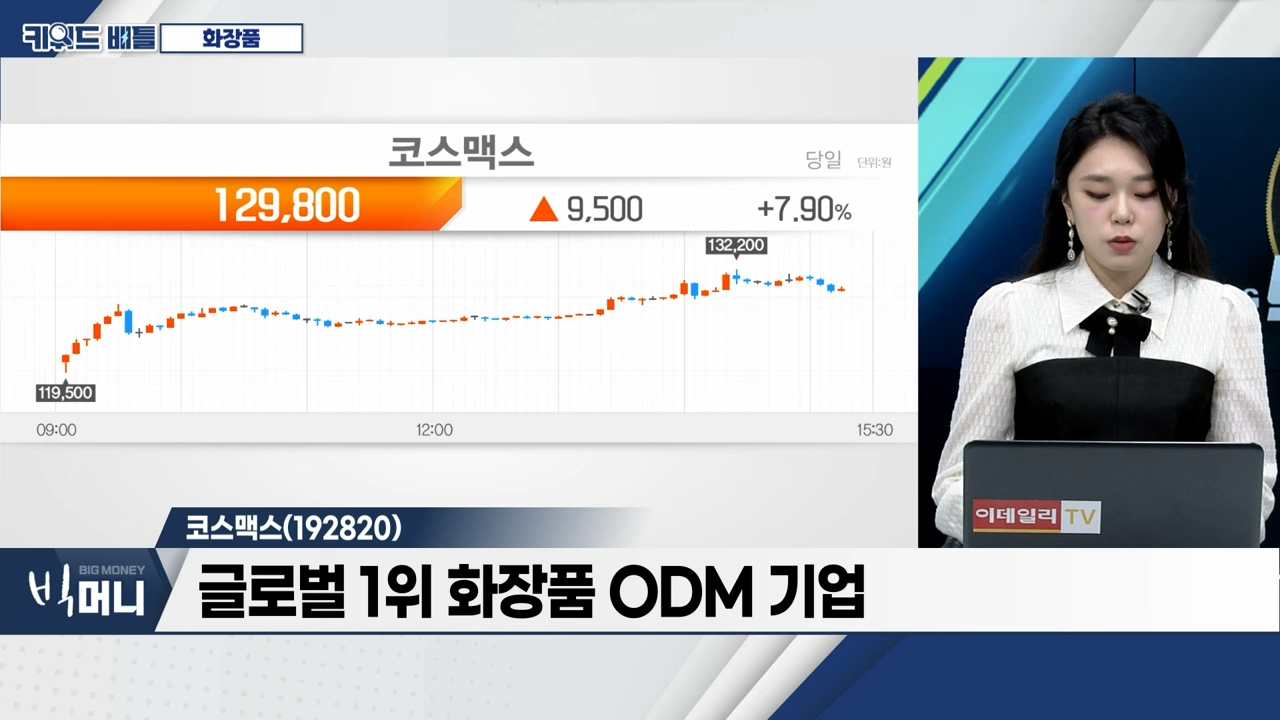 키워드 배틀 화장품
코스맥스
당일 단위:원
129,800 ▲ 9,500 +7.90%
132,200
119,500
09:00 12:00 15:30
이데일리TV
코스맥스(192820)
BIG MONEY
빅머니
글로벌 1위 화장품 ODM 기업